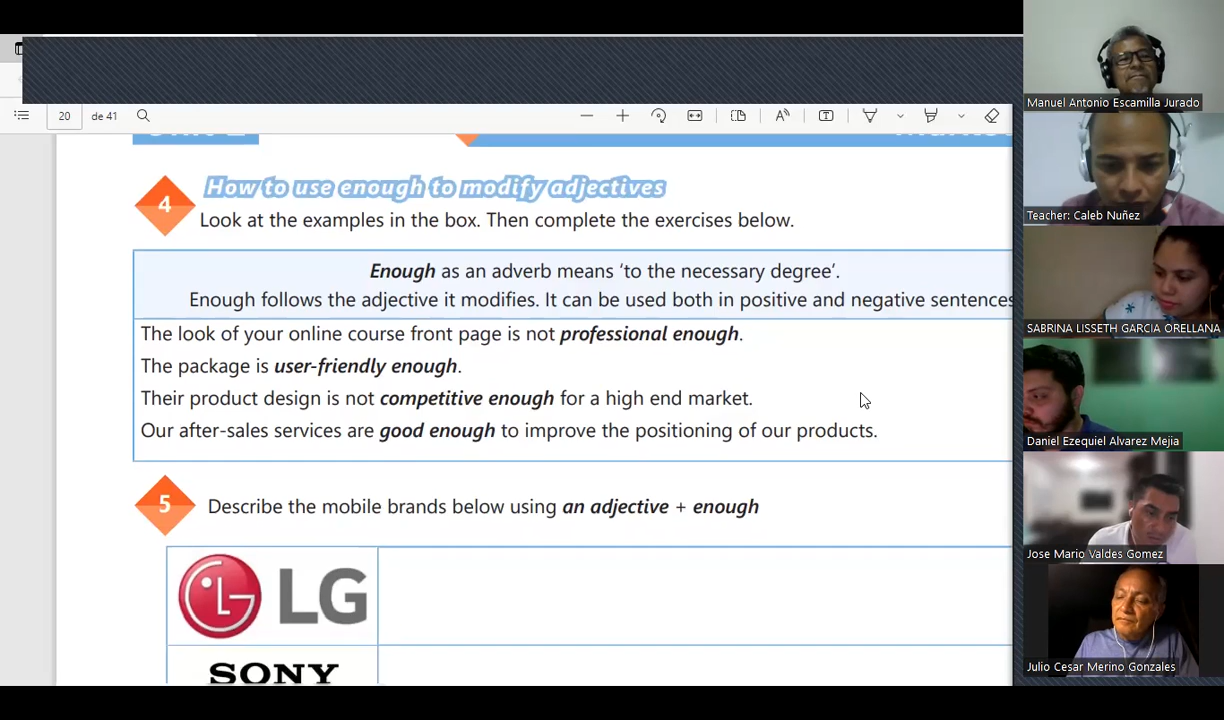 20 de 41
4 How to use enough to modify adjectives
Look at the examples in the box. Then complete the exercises below.
Enough as an adverb means ‘to the necessary degree’.
Enough follows the adjective it modifies. It can be used both in positive and negative sentences
The look of your online course front page is not professional enough.
The package is user-friendly enough.
Their product design is not competitive enough for a high end market.
Our after-sales services are good enough to improve the positioning of our products.
5 Describe the mobile brands below using an adjective + enough
LG LG
SONY
Manuel Antonio Escamilla Jurado
Teacher: Caleb Nuñez
SABRINA LISSETH GARCIA ORELLANA
Daniel Ezequiel Alvarez Mejia
Jose Mario Valdes Gomez
Julio Cesar Merino Gonzales